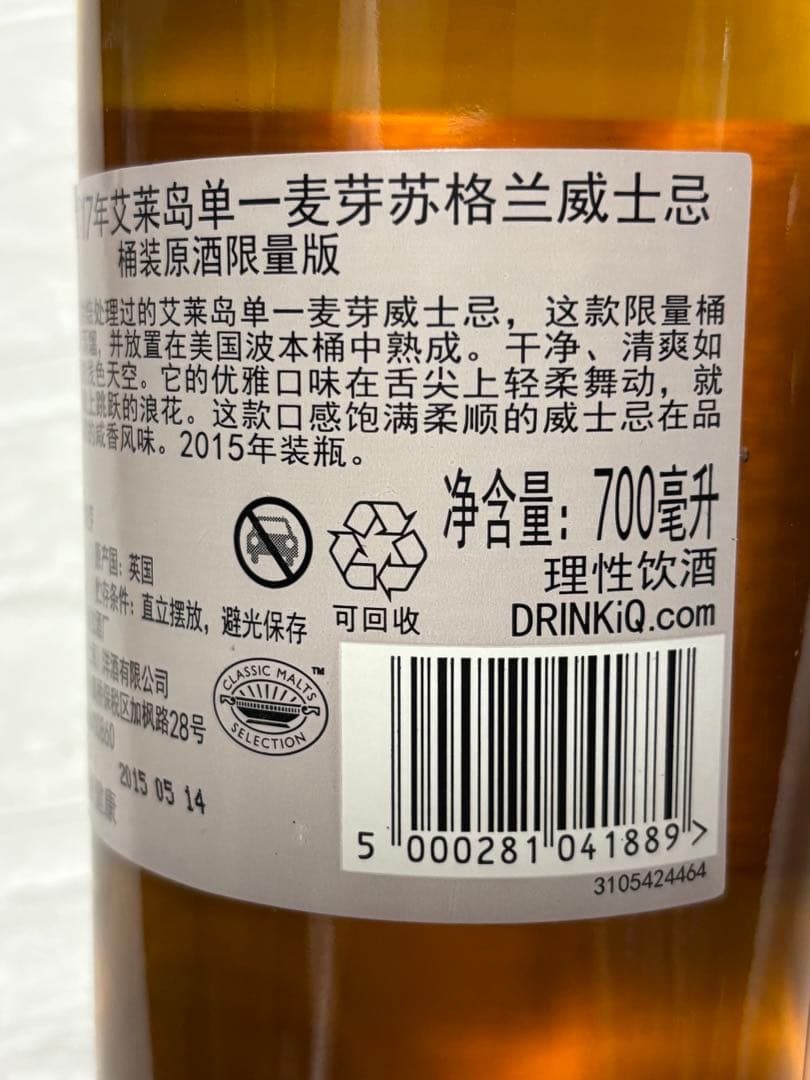 17年艾莱岛单一麦芽苏格兰威士忌
桶装原酒限量版
处理过的艾莱岛单一麦芽威士忌，这款限量桶
，并放置在美国波本桶中熟成。干净、清爽如
色天空。它的优雅口味在舌尖上轻柔舞动，就
上跳跃的浪花。这款口感饱满柔顺的威士忌在品
的咸香风味。2015年装瓶。
净含量：700毫升
理性饮酒
DRINKiQ.com
原产国：英国
贮存条件：直立摆放，避光保存
可回收
洋酒有限公司
保税区加枫路28号
CLASSIC MALTS
SELECTION
™
2015 05 14
健康
5 000281 041889 >
3105424464